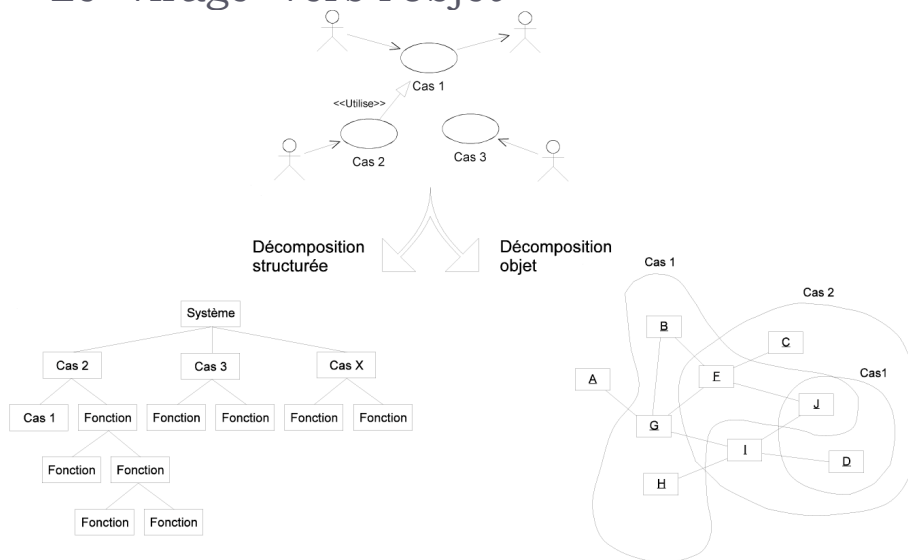 Cas 1
<<Utilise>>
Cas 2
Cas 3
Décomposition
structurée
Décomposition
objet
Système
Cas 2
Cas 3
Cas X
Cas 1
Fonction
Fonction
Fonction
Fonction
Fonction
Fonction
Fonction
Fonction
Fonction
Cas 1
Cas 2
B
C
A
F
Cas1
J
G
I
D
H